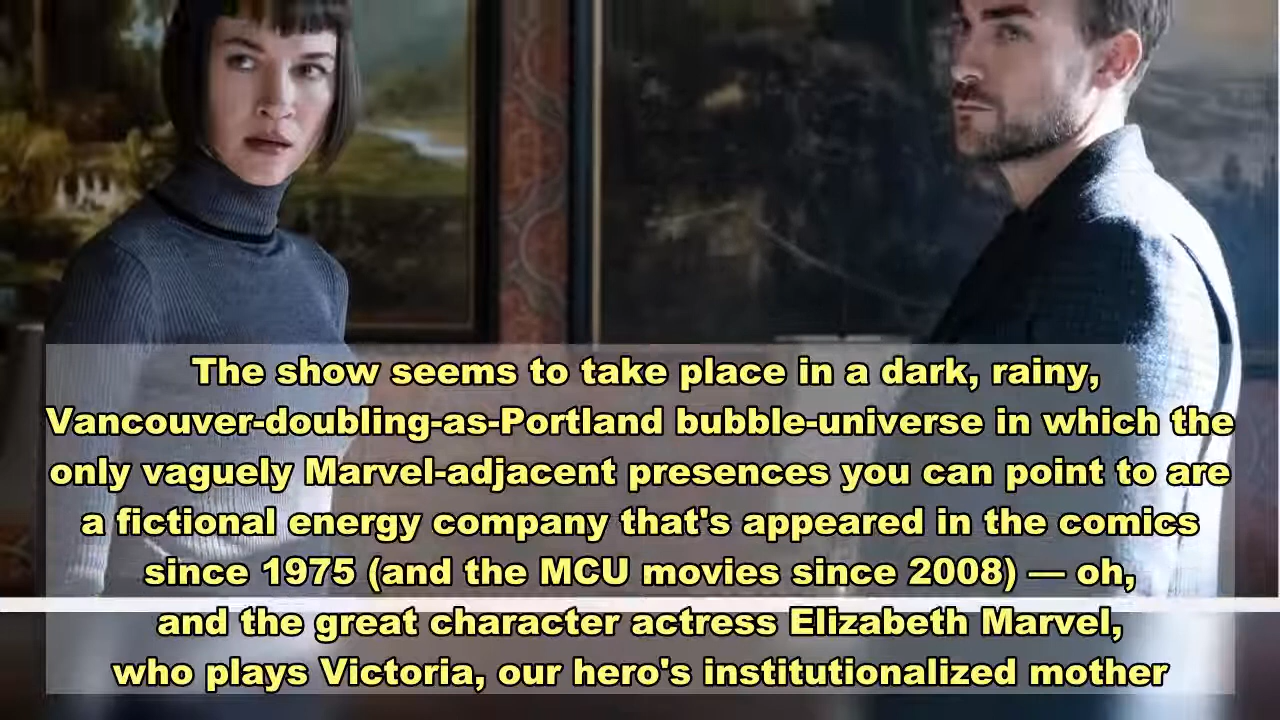 The show seems to take place in a dark, rainy,
Vancouver-doubling-as-Portland bubble-universe in which the
only vaguely Marvel-adjacent presences you can point to are
a fictional energy company that's appeared in the comics
since 1975 (and the MCU movies since 2008) — oh,
and the great character actress Elizabeth Marvel,
who plays Victoria, our hero's institutionalized mother